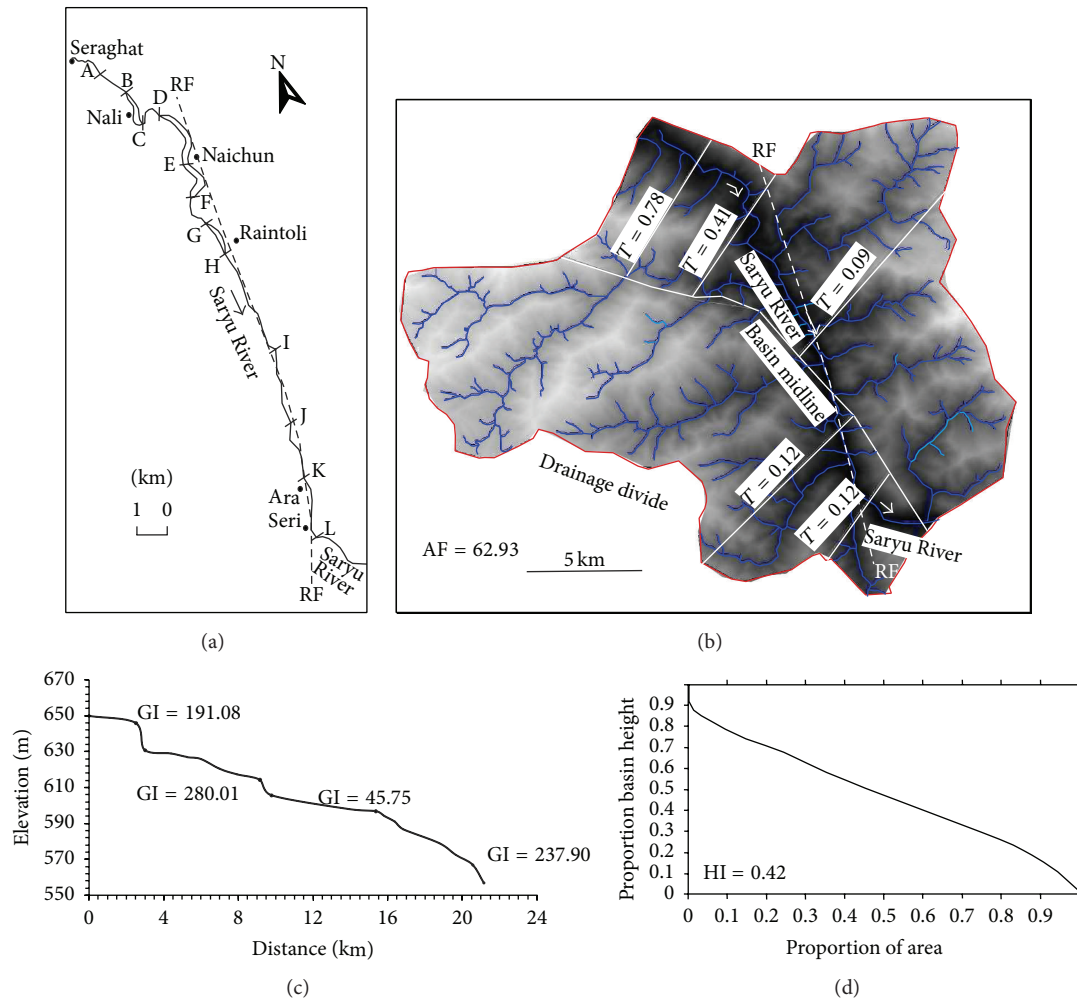 Seraghat
A
B
D
RF
N
Nali
C
Naichun
E
F
G
Raintoli
H
Saryu River
I
J
(km)
1 0
K
Ara
Seri
L
Saryu
River
RF
(a)
RF
T = 0.78
T = 0.41
Saryu River
T = 0.09
Basin midline
T = 0.12
T = 0.12
Drainage divide
Saryu River
AF = 62.93
5 km
RF
(b)
670
650
630
610
590
570
550
Elevation (m)
GI = 191.08
GI = 280.01
GI = 45.75
GI = 237.90
0 4 8 12 16 20 24
Distance (km)
(c)
0.9
0.8
0.7
0.6
0.5
0.4
0.3
0.2
0.1
0
Proportion basin height
HI = 0.42
0 0.1 0.2 0.3 0.4 0.5 0.6 0.7 0.8 0.9
Proportion of area
(d)